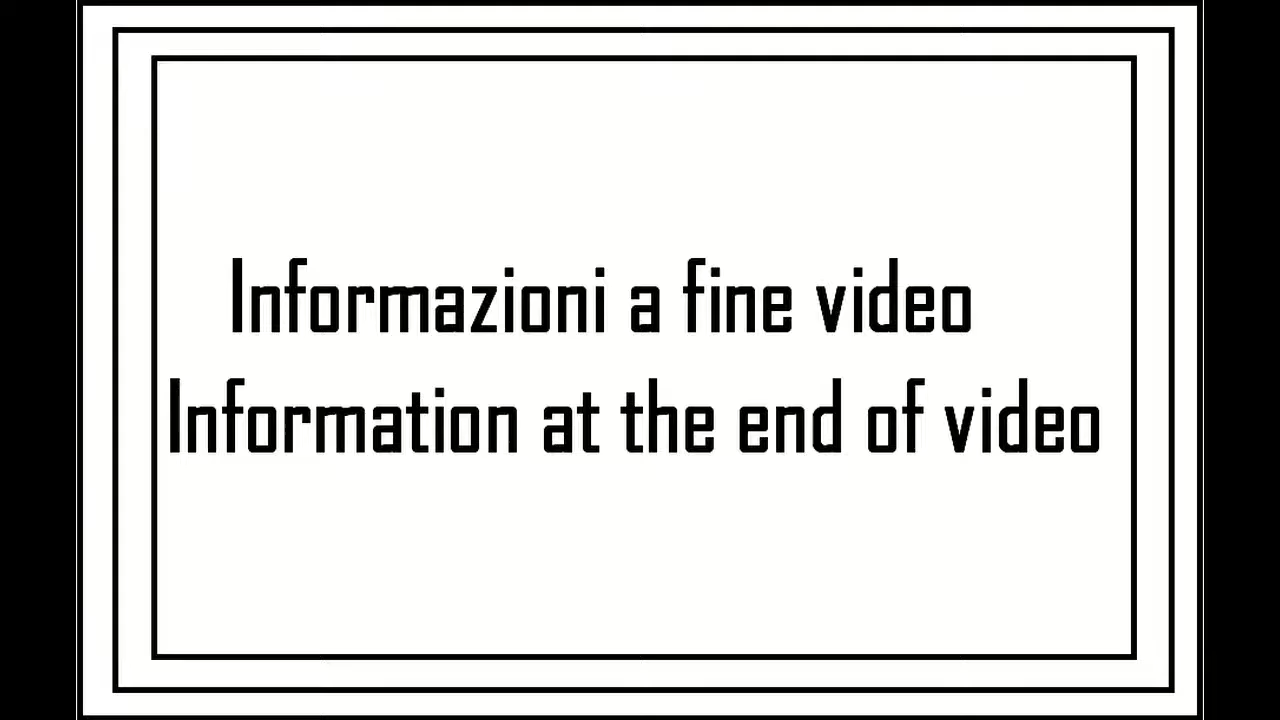 Informazioni a fine video
Information at the end of video